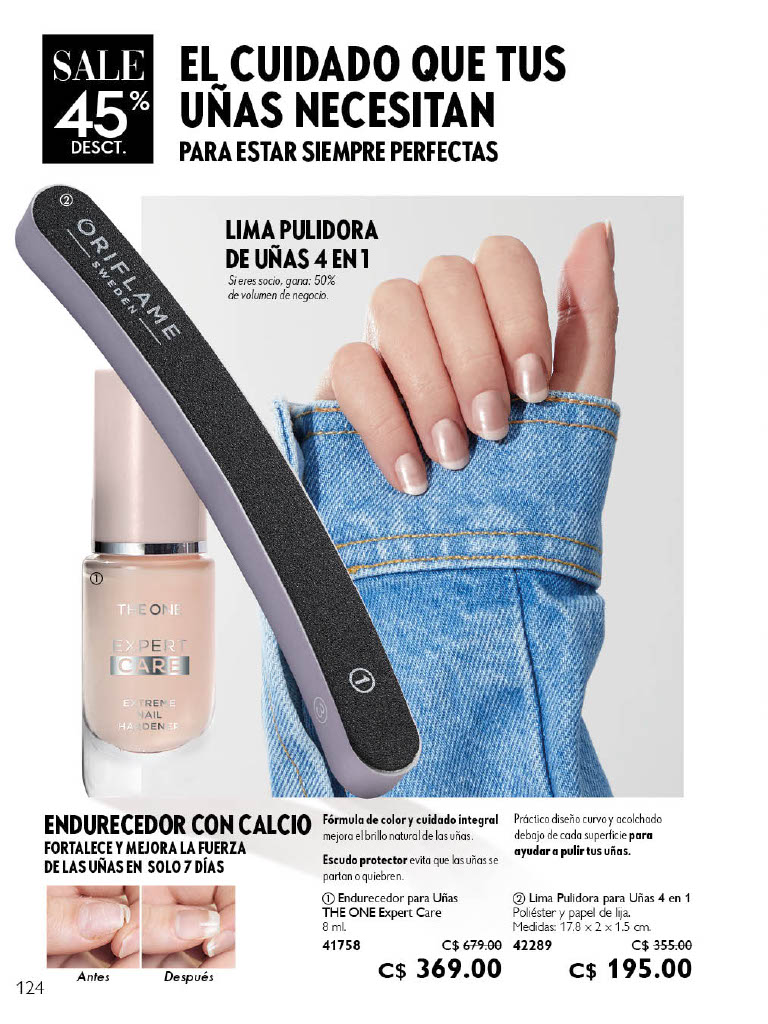 SALE
45%
DESCT.
EL CUIDADO QUE TUS
UÑAS NECESITAN
PARA ESTAR SIEMPRE PERFECTAS
②
ORIFLAME
SWEDEN
LIMA PULIDORA
DE UÑAS 4 EN 1
Si eres socio, gana: 50%
de volumen de negocio.
①
THE ONE
EXPERT
CARE
EXTREME
NAIL
HARDENER
①
③
ENDURECEDOR CON CALCIO
FORTALECE Y MEJORA LA FUERZA
DE LAS UÑAS EN SOLO 7 DÍAS
Antes
Después
Fórmula de color y cuidado integral
mejora el brillo natural de las uñas.
Escudo protector evita que las uñas se
partan o quiebren.
① Endurecedor para Uñas
THE ONE Expert Care
8 ml.
41758 C$ 679.00
C$ 369.00
Práctico diseño curvo y acolchado
debajo de cada superficie para
ayudar a pulir tus uñas.
② Lima Pulidora para Uñas 4 en 1
Poliéster y papel de lija.
Medidas: 17.8 x 2 x 1.5 cm.
42289 C$ 355.00
C$ 195.00
124